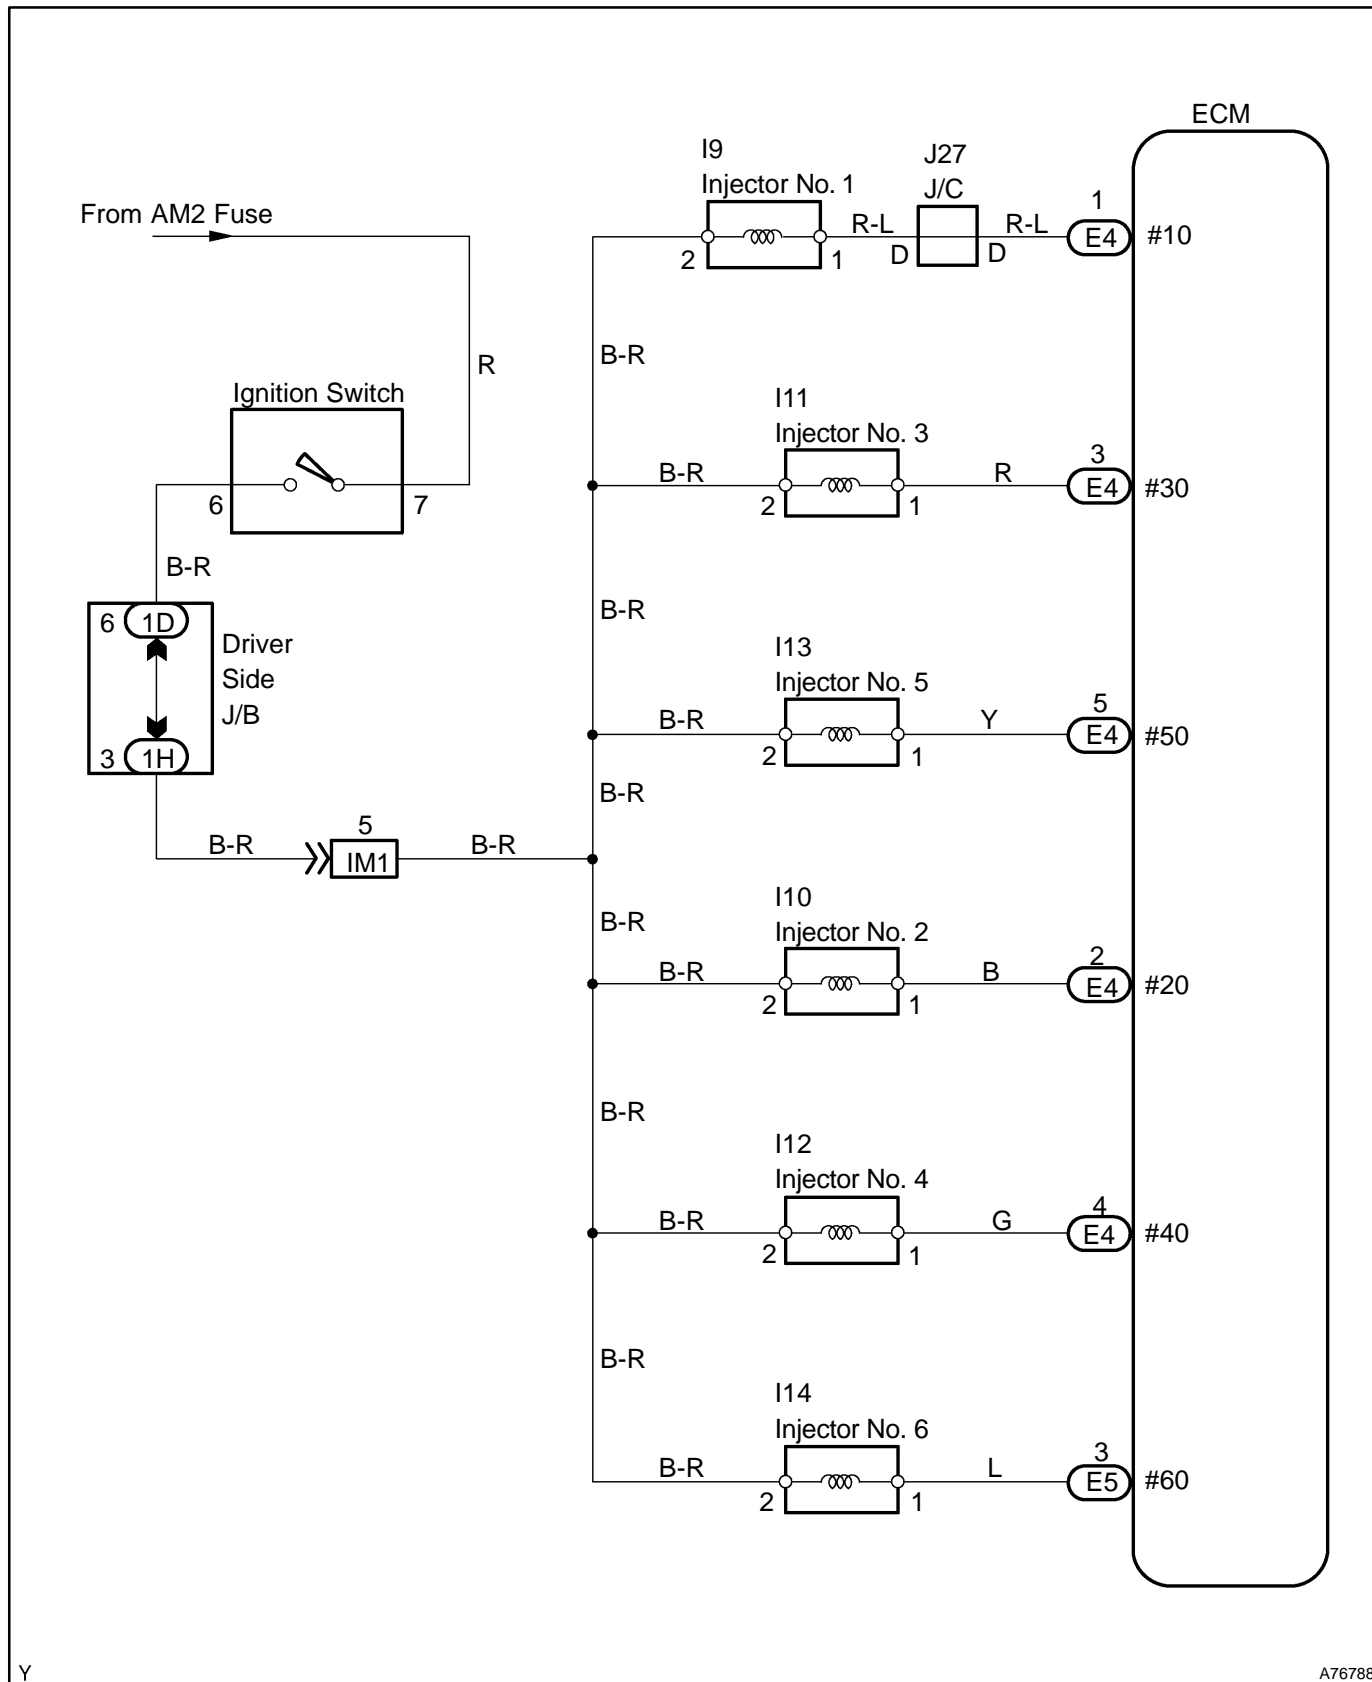 ECM
I9
Injector No. 1
J27
J/C
1
From AM2 Fuse
R-L
R-L
E4
#10
2
1
D
D
B-R
R
Ignition Switch
I11
Injector No. 3
3
B-R
R
E4
#30
6
7
2
1
B-R
B-R
6
1D
Driver
Side
J/B
I13
Injector No. 5
5
B-R
Y
E4
#50
3
1H
2
1
B-R
5
B-R
IM1
B-R
I10
Injector No. 2
B-R
2
B-R
B
E4
#20
2
1
B-R
I12
Injector No. 4
4
B-R
G
E4
#40
2
1
B-R
I14
Injector No. 6
3
B-R
L
E5
#60
2
1
Y
A76788